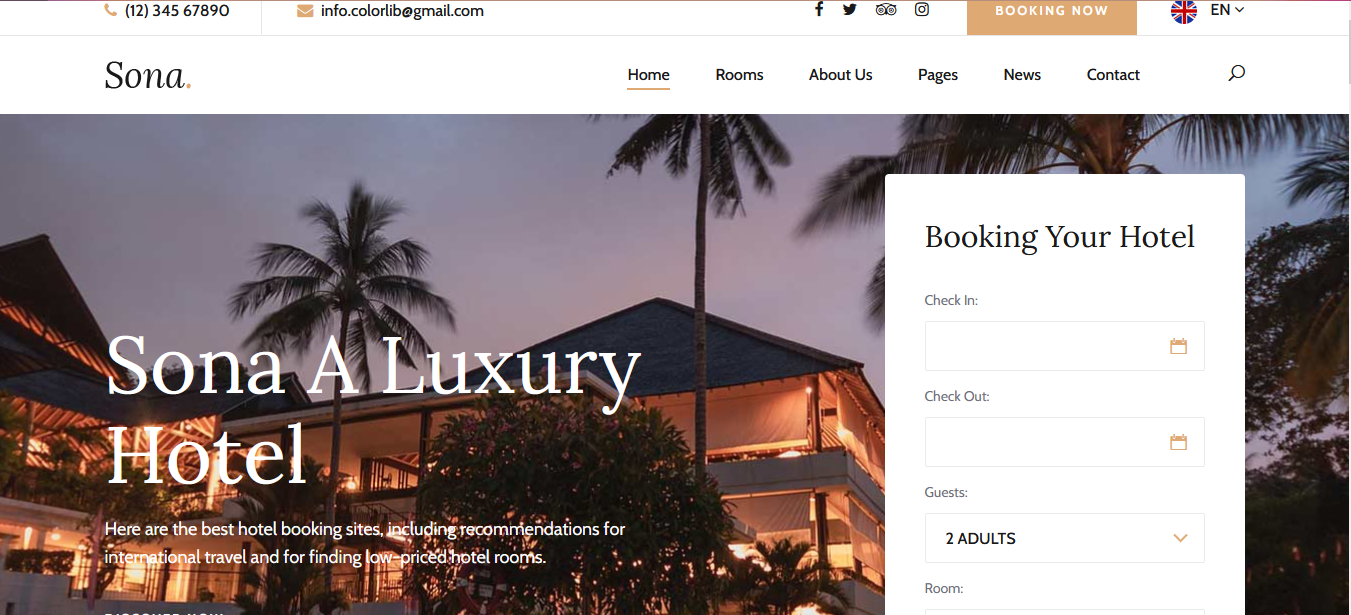 (12) 345 67890
info.colorlib@gmail.com
BOOKING NOW
EN
Sona.
Home
Rooms
About Us
Pages
News
Contact
Sona A Luxury
Hotel
Here are the best hotel booking sites, including recommendations for
international travel and for finding low-priced hotel rooms.
DISCOVER NOW
Booking Your Hotel
Check In:
Check Out:
Guests:
2 ADULTS
Room: